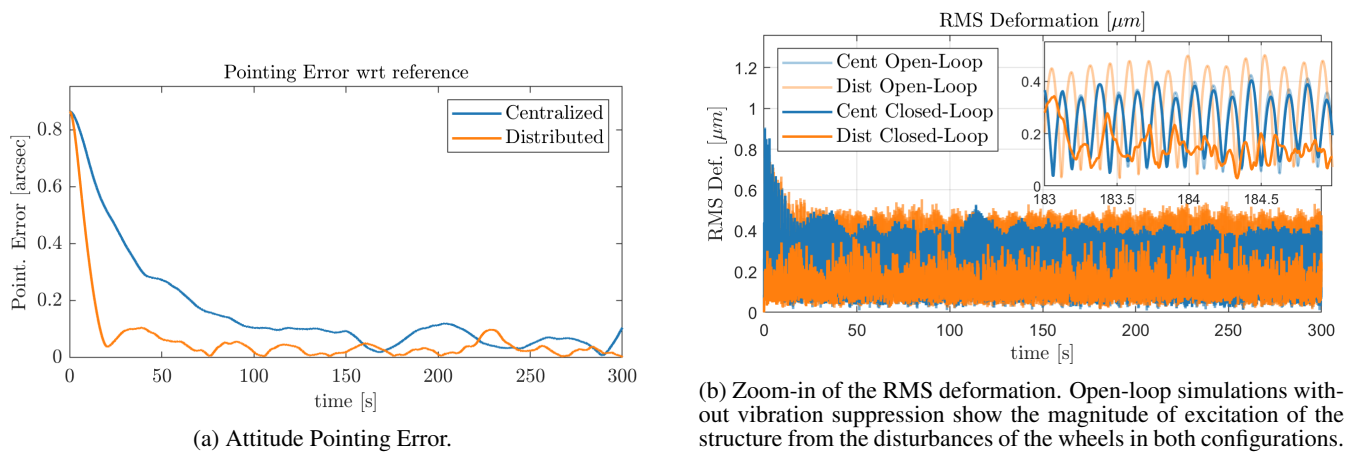 Pointing Error wrt reference
Point. Error [arcsec]
0.8
0.6
0.4
0.2
0
Centralized
Distributed
0 50 100 150 200 250 300
time [s]
(a) Attitude Pointing Error.
RMS Deformation [μm]
RMS Def. [μm]
1.2
1
0.8
0.6
0.4
0.2
0
Cent Open-Loop
Dist Open-Loop
Cent Closed-Loop
Dist Closed-Loop
0.4
0.2
0
183 183.5 184 184.5
0 50 100 150 200 250 300
time [s]
(b) Zoom-in of the RMS deformation. Open-loop simulations with-
out vibration suppression show the magnitude of excitation of the
structure from the disturbances of the wheels in both configurations.